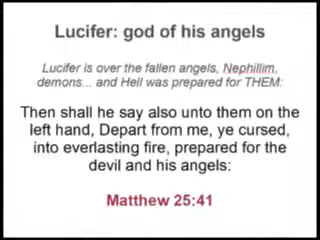 Lucifer: god of his angels
Lucifer is over the fallen angels, Nephillim,
demons... and Hell was prepared for THEM:
Then shall he say also unto them on the
left hand, Depart from me, ye cursed,
into everlasting fire, prepared for the
devil and his angels:
Matthew 25:41